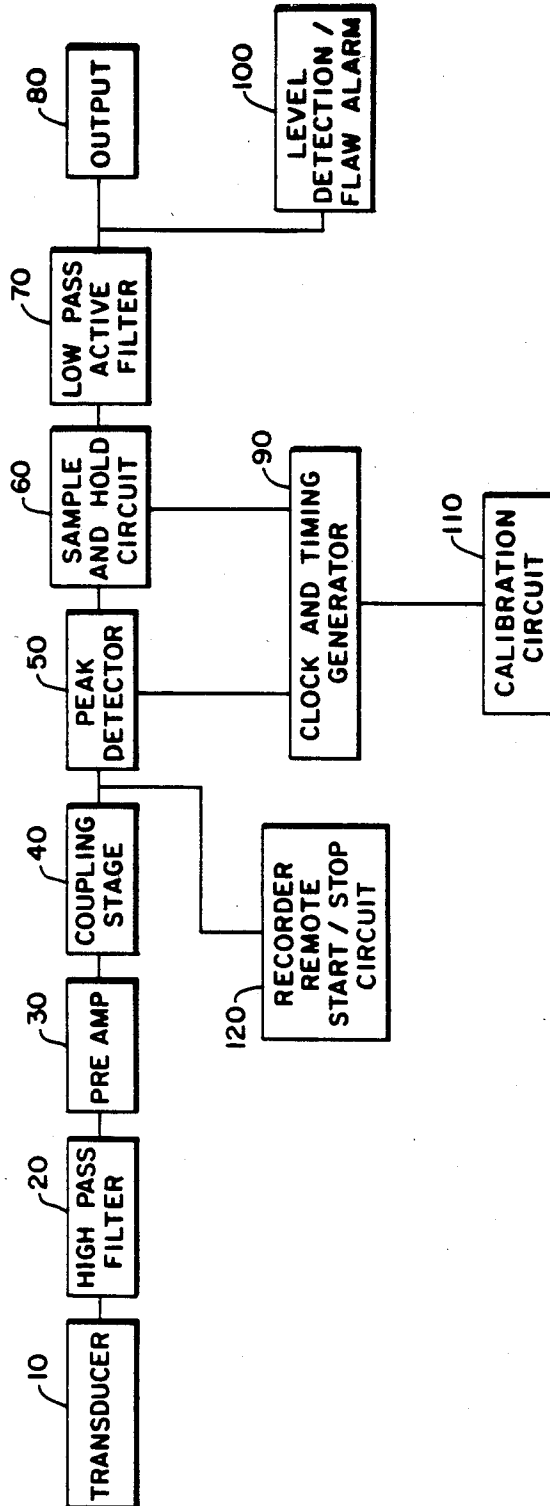 10
TRANSDUCER
20
HIGH PASS
FILTER
30
PRE AMP
40
COUPLING
STAGE
50
PEAK
DETECTOR
60
SAMPLE
AND HOLD
CIRCUIT
70
LOW PASS
ACTIVE
FILTER
80
OUTPUT
120
RECORDER
REMOTE
START / STOP
CIRCUIT
90
CLOCK AND TIMING
GENERATOR
100
LEVEL
DETECTION /
FLAW ALARM
110
CALIBRATION
CIRCUIT